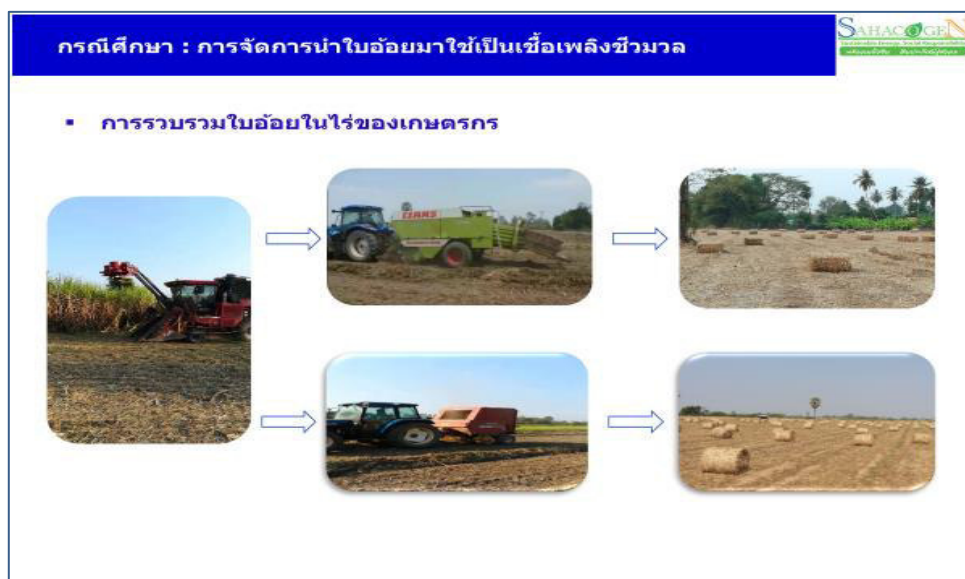 กรณีศึกษา : การจัดการนำใบอ้อยมาใช้เป็นเชื้อเพลิงชีวมวล
SAHACOGEN
▪ การรวบรวมใบอ้อยในไร่ของเกษตรกร
CLAAS